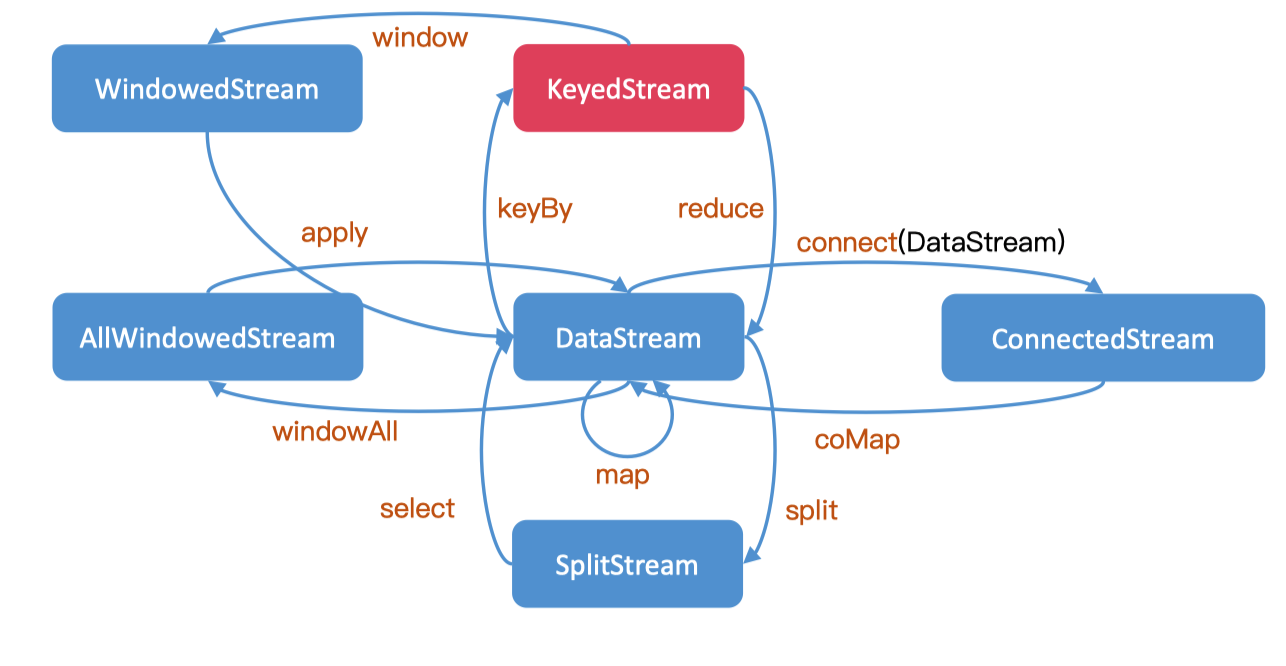 window
WindowedStream
KeyedStream
keyBy
reduce
apply
connect(DataStream)
AllWindowedStream
DataStream
ConnectedStream
windowAll
coMap
map
select
split
SplitStream